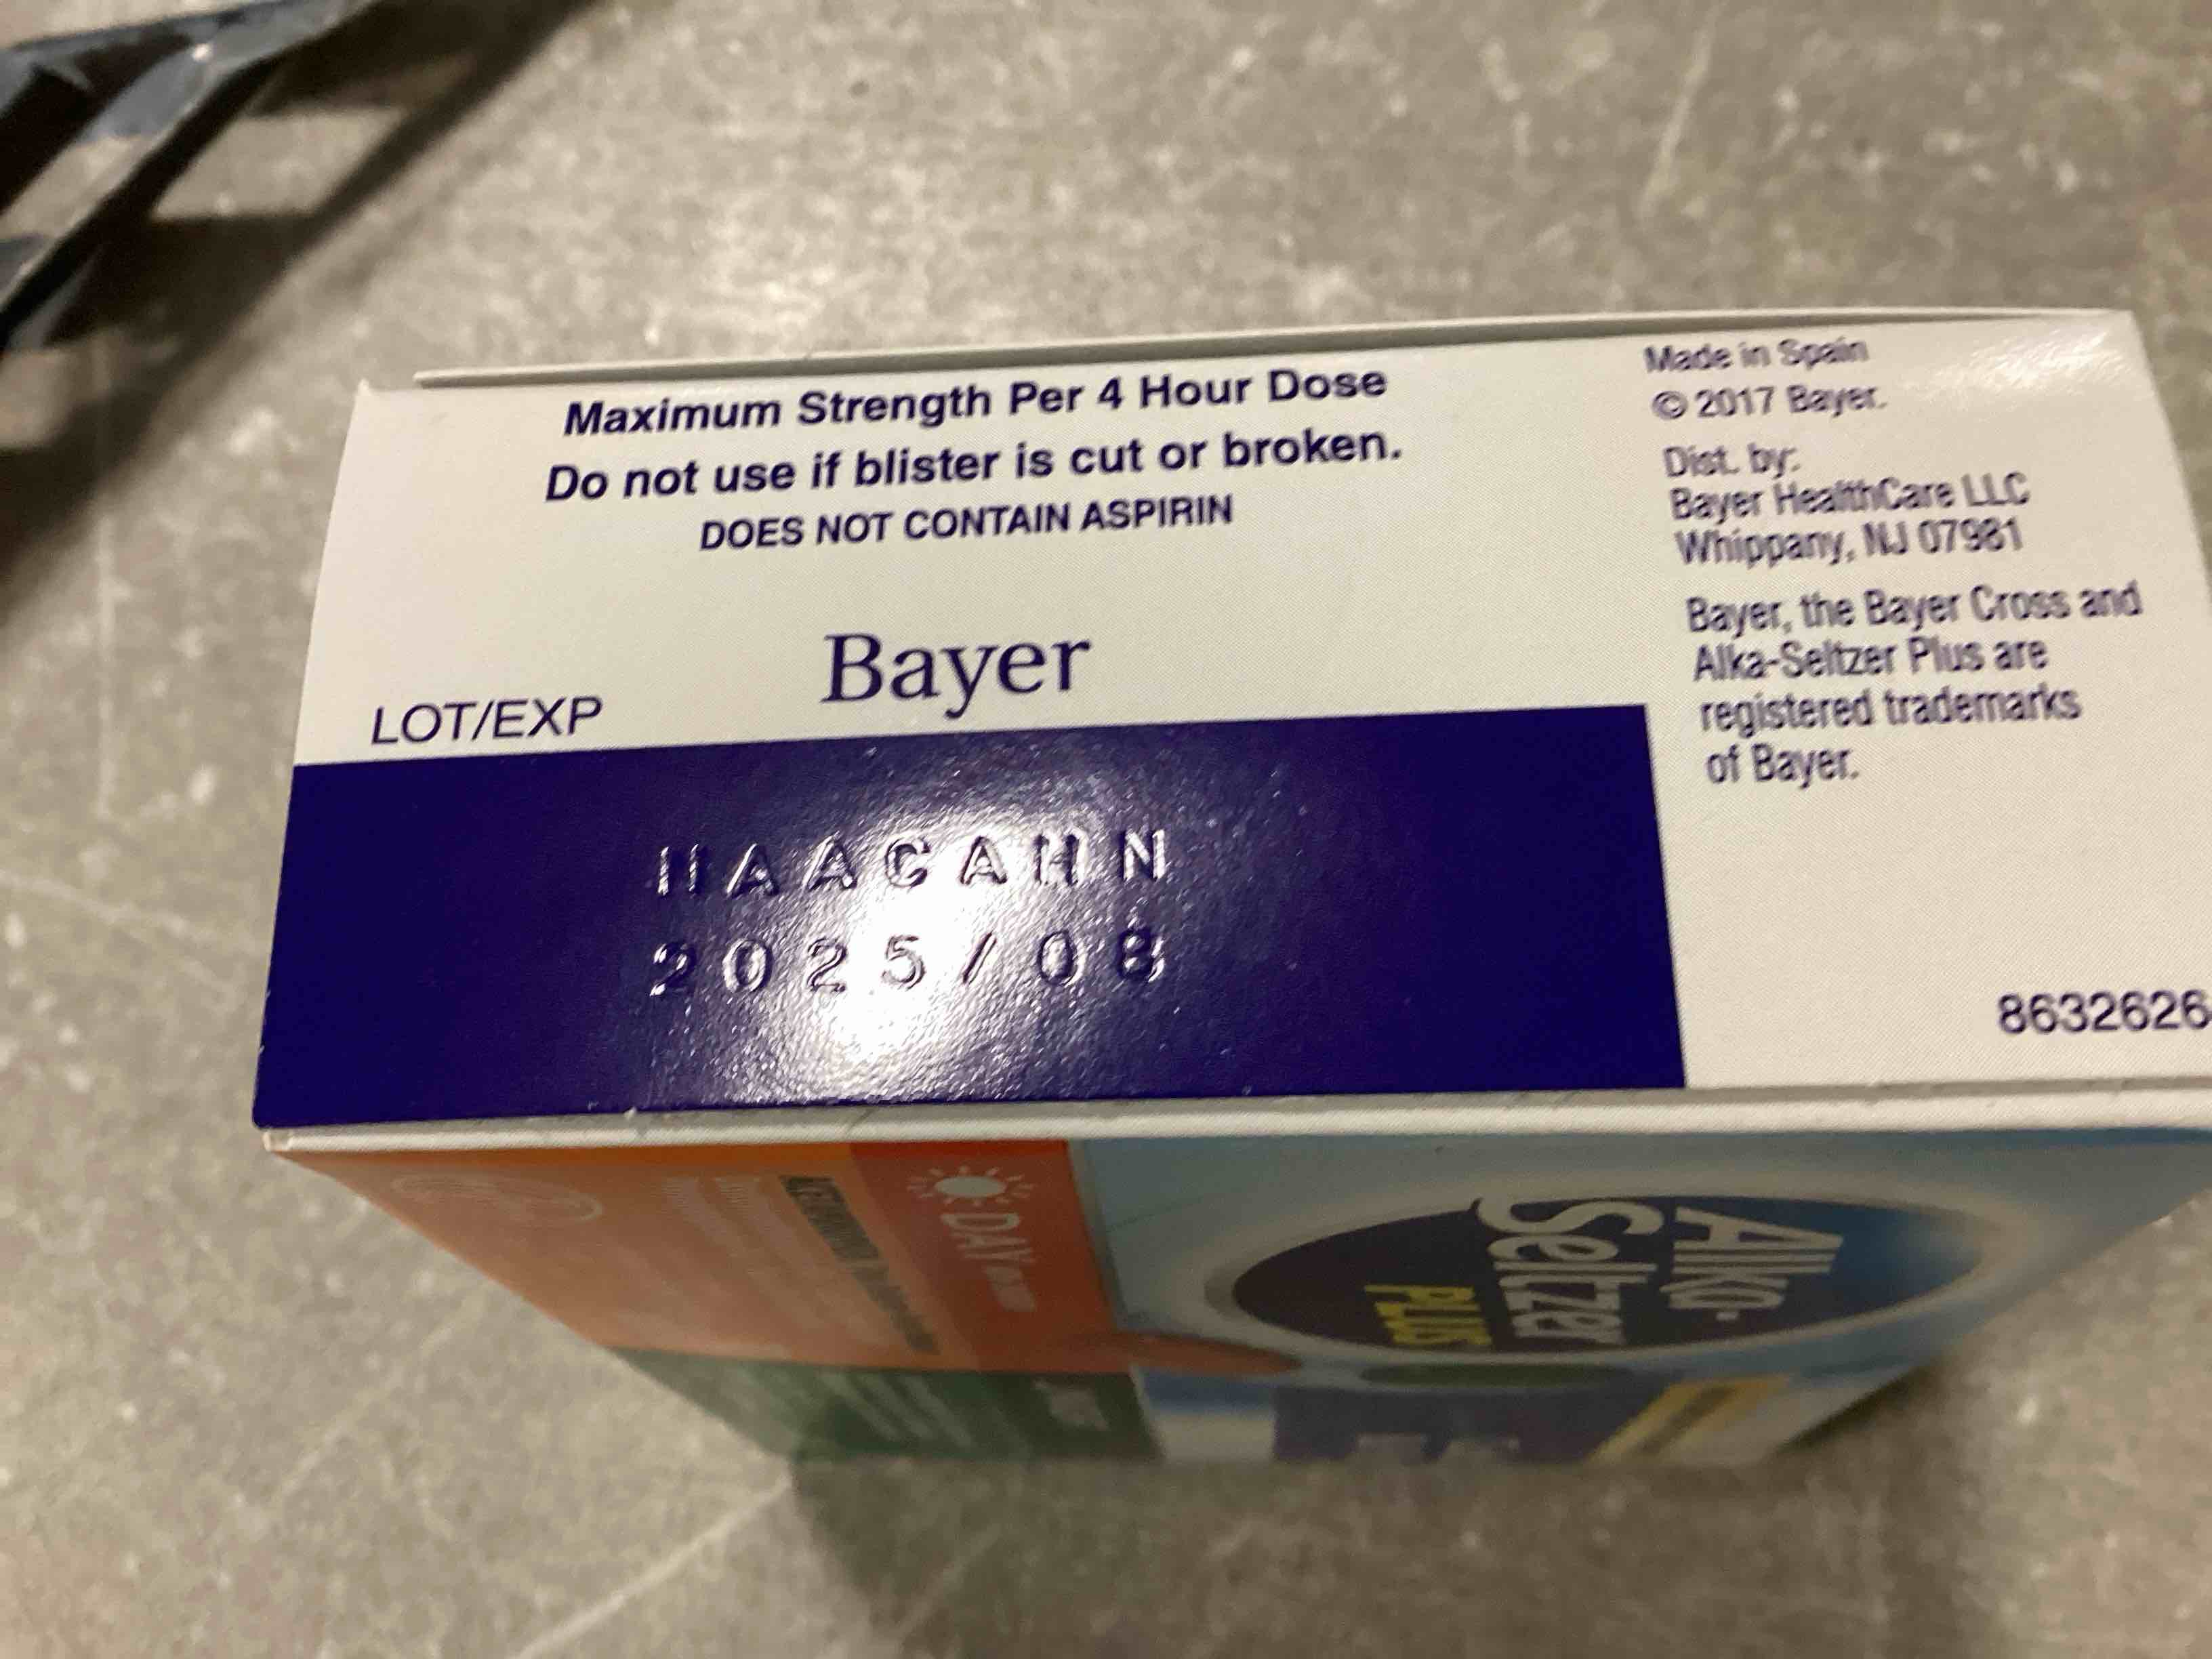 Maximum Strength Per 4 Hour Dose
Do not use if blister is cut or broken.
DOES NOT CONTAIN ASPIRIN
Bayer
LOT/EXP
NAACAHN
2025/08
Made in Spain
© 2017 Bayer.
Dist. by:
Bayer HealthCare LLC
Whippany, NJ 07981
Bayer, the Bayer Cross and
Alka-Seltzer Plus are
registered trademarks
of Bayer.
8632626
Alka-
Seltzer
PLUS
DAY